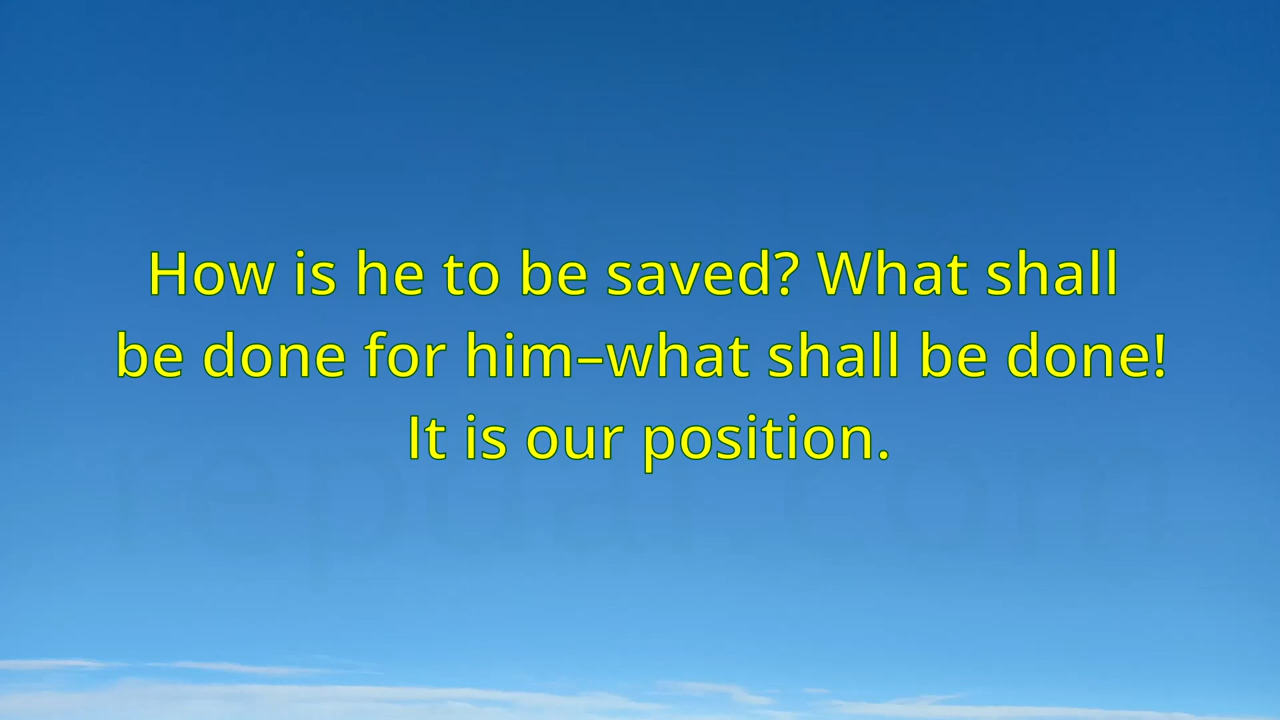 How is he to be saved? What shall
be done for him–what shall be done!
It is our position.